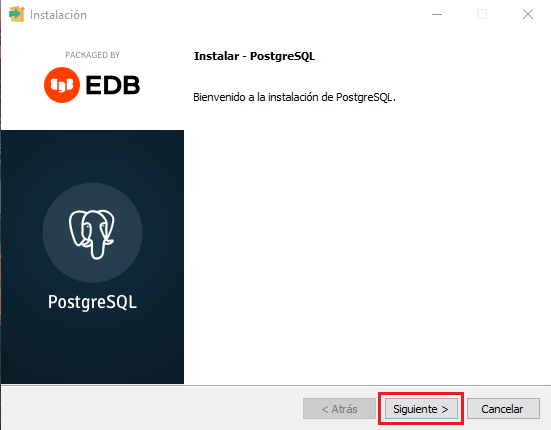 Instalación
PACKAGED BY
EDB
Instalar - PostgreSQL
Bienvenido a la instalación de PostgreSQL.
PostgreSQL
< Atrás
Siguiente >
Cancelar